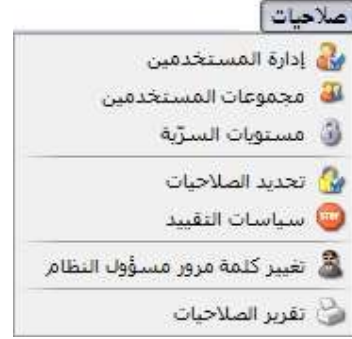 صلاحيات
إدارة المستخدمين
مجموعات المستخدمين
مستويات السرّية
تحديد الصلاحيات
سياسات التقييد
تغيير كلمة مرور مسؤول النظام
تقرير الصلاحيات